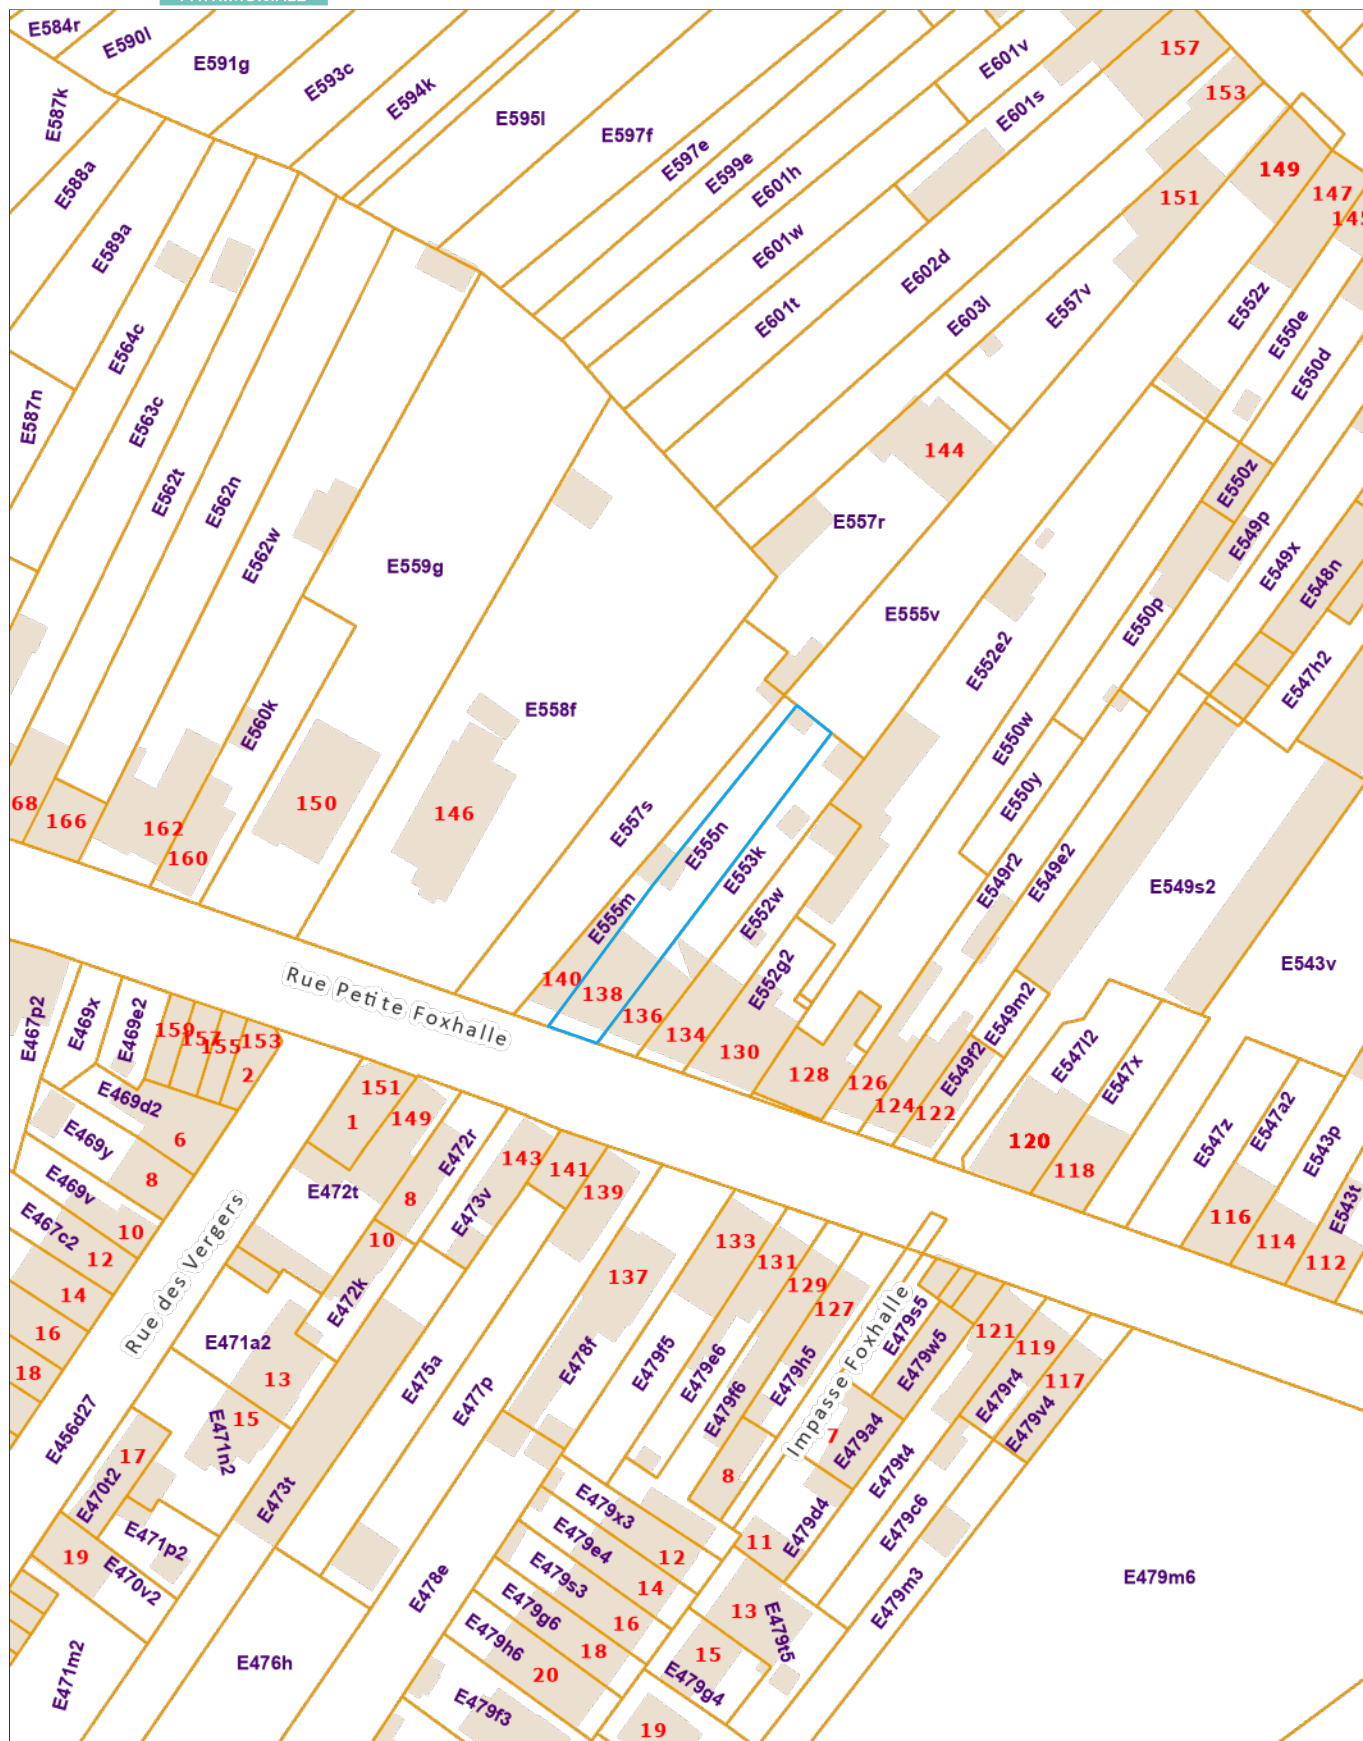 E584r
E590l
E591g
E593c
E594k
E595l
E597f
E597e
E599e
E601h
E601w
E601t
E601v
E601s
157
153
E602d
E603l
151
149
147
E557v
E552z
E550e
E550d
E587k
E588a
E589a
E564c
E587n
E563c
E562t
E562n
E562w
E559g
144
E557r
E555v
E550z
E549p
E549x
E548n
E550p
E547h2
E552e2
E550w
E550y
E560k
E558f
68
166
162
160
150
146
E557s
E555n
E553k
E555m
E552w
E552g2
E549r2
E549e2
E549s2
E543v
Rue Petite Foxhalle
140
138
136
134
130
128
126
124
122
E549f2
E549m2
E547l2
E547x
120
118
E547z
E547a2
E543p
E543t
116
114
112
E467p2
E469x
E469e2
159
157
155
153
2
E469d2
6
E469y
8
E469v
10
E467c2
12
14
16
18
Rue des Vergers
151
1
149
E472t
8
E472r
10
E472k
E473v
143
141
139
137
133
131
129
127
E471a2
13
15
E471n2
E475a
E477p
E478f
E479f5
E479e6
E479f6
E479h5
Impasse Foxhalle
E479s5
E479w5
121
119
117
E479r4
E479v4
7
E479a4
E479t4
8
E456d27
17
E470t2
E471p2
19
E470v2
E473t
E471m2
E476h
E478e
E479x3
12
E479e4
14
E479s3
16
E479g6
18
E479h6
20
E479f3
11
E479d4
E479c6
E479m3
13
E479t5
15
E479g4
19
E479m6